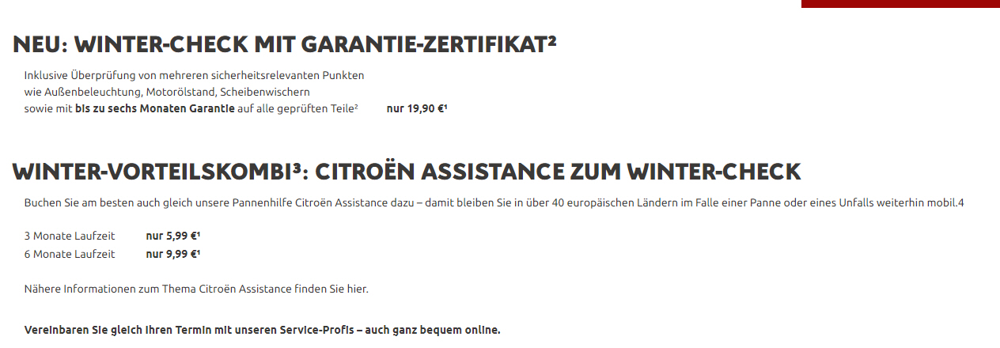 NEU: WINTER-CHECK MIT GARANTIE-ZERTIFIKAT²
Inklusive Überprüfung von mehreren sicherheitsrelevanten Punkten
wie Außenbeleuchtung, Motorölstand, Scheibenwischern
sowie mit bis zu sechs Monaten Garantie auf alle geprüften Teile² nur 19,90 €¹
WINTER-VORTEILSKOMBI³: CITROËN ASSISTANCE ZUM WINTER-CHECK
Buchen Sie am besten auch gleich unsere Pannenhilfe Citroën Assistance dazu – damit bleiben Sie in über 40 europäischen Ländern im Falle einer Panne oder eines Unfalls weiterhin mobil.4
3 Monate Laufzeit nur 5,99 €¹
6 Monate Laufzeit nur 9,99 €¹
Nähere Informationen zum Thema Citroën Assistance finden Sie hier.
Vereinbaren Sie gleich Ihren Termin mit unseren Service-Profis – auch ganz bequem online.